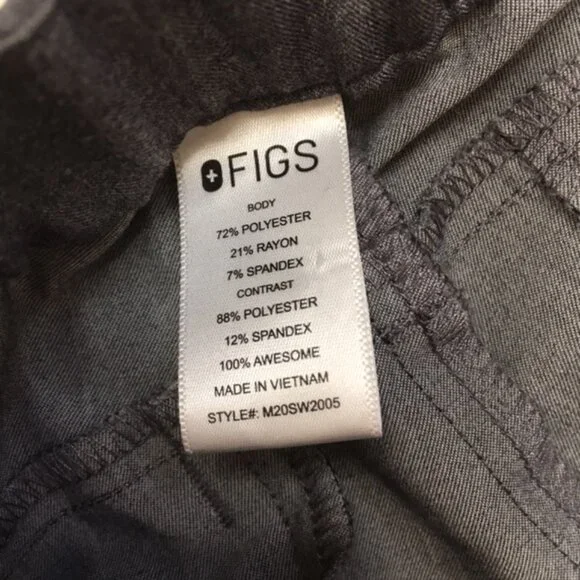 FIGS
BODY
72% POLYESTER
21% RAYON
7% SPANDEX
CONTRAST
88% POLYESTER
12% SPANDEX
100% AWESOME
MADE IN VIETNAM
STYLE#: M20SW2005